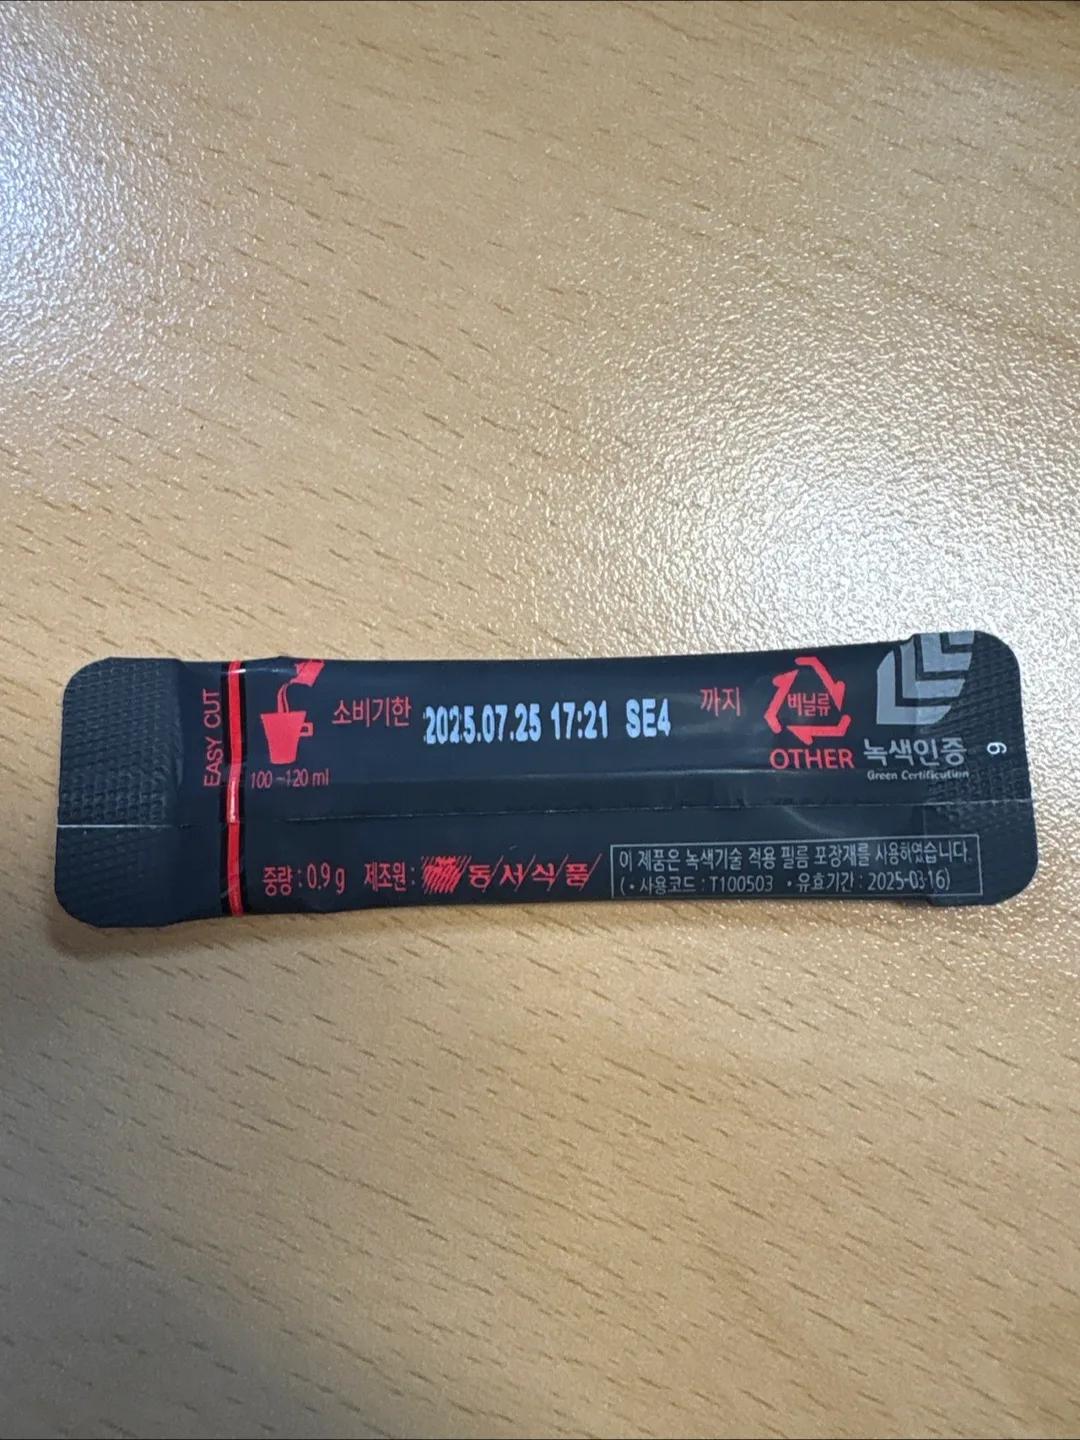 EASY CUT
100~120 ml
소비기한 2025.07.25 17:21 SE4 까지
비닐류
OTHER
녹색인증
Green Certification
9
중량 : 0.9 g 제조원 : 동서식품
이 제품은 녹색기술 적용 필름 포장재를 사용하였습니다.
( • 사용코드 : T100503 • 유효기간 : 2025-03-16)